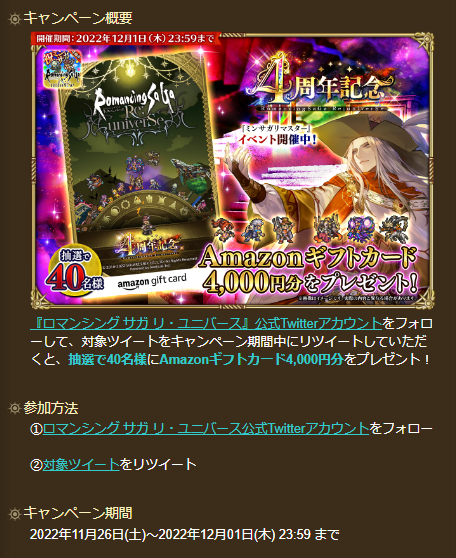 キャンペーン概要
開催期間：2022年12月1日（木）23:59まで
Romancing SaGa
Re;universe
4周年記念
Romancing SaGa Re;universe
『ミンサガリマスター』
イベント開催中！
4周年記念
抽選で
40名様
amazon gift card
Amazonギフトカード
4,000円分をプレゼント！
『ロマンシング サガ リ・ユニバース』公式Twitterアカウントをフォロ
ーして、対象ツイートをキャンペーン期間中にリツイートしていただ
くと、抽選で40名様にAmazonギフトカード4,000円分をプレゼント！
参加方法
①ロマンシング サガ リ・ユニバース公式Twitterアカウントをフォロー
②対象ツイートをリツイート
キャンペーン期間
2022年11月26日(土)～2022年12月01日(木) 23:59 まで